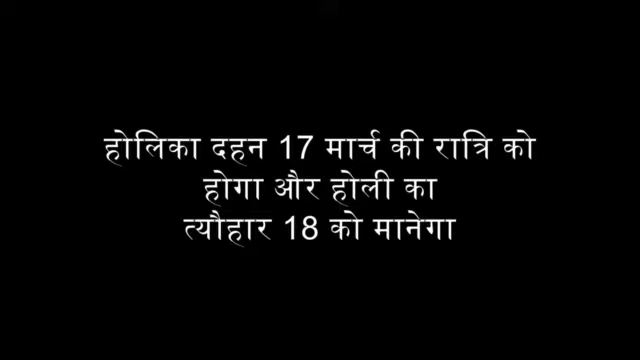 होलिका दहन 17 मार्च की रात्रि को
होगा और होली का
त्यौहार 18 को मानेगा